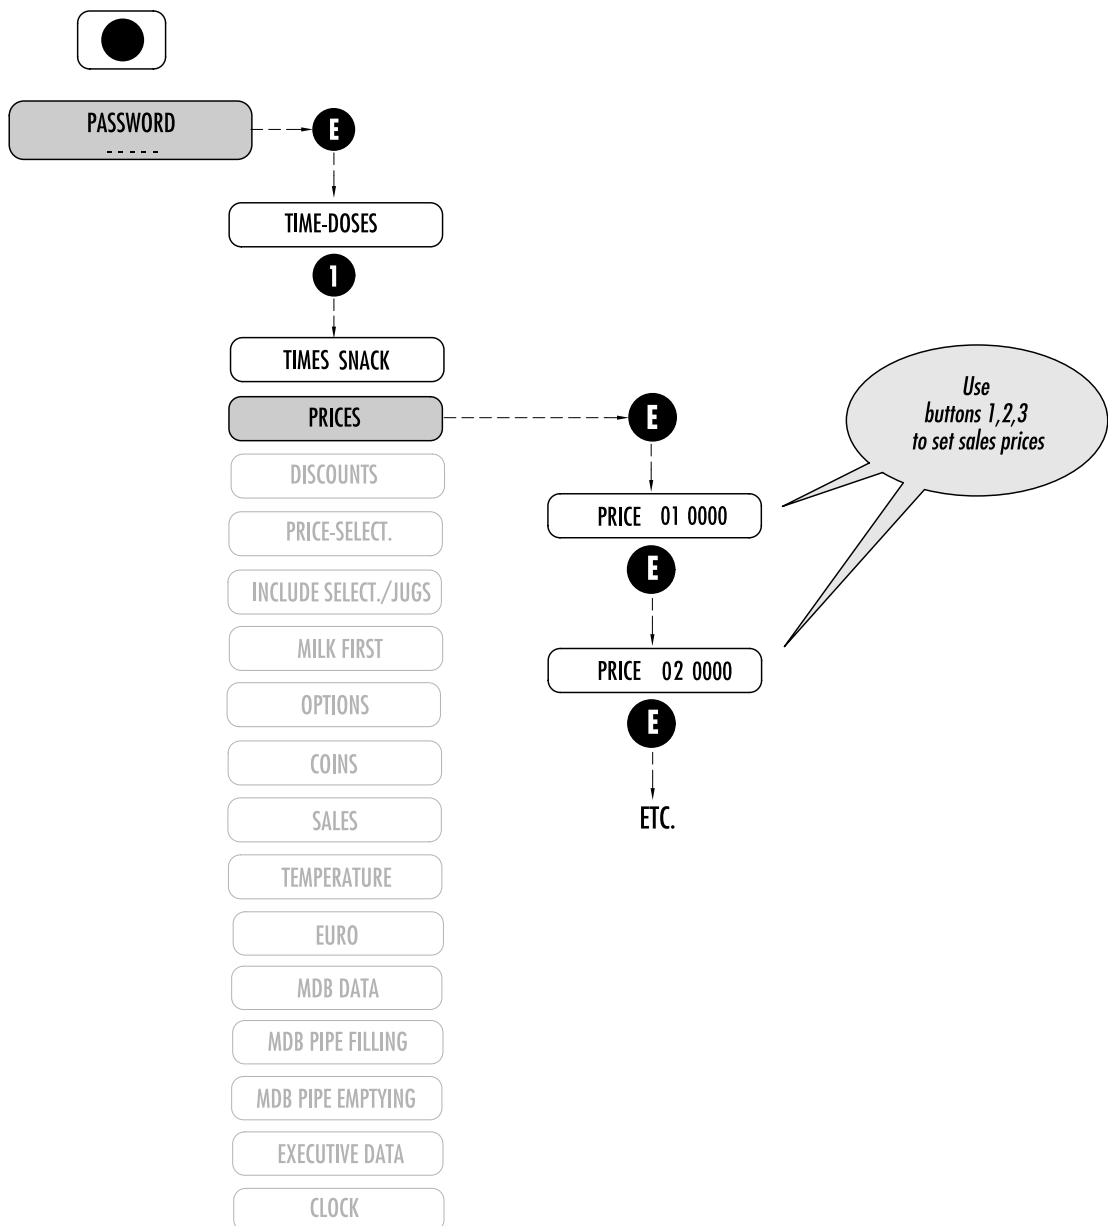 PASSWORD
- - - - -
E
TIME-DOSES
1
TIMES SNACK
PRICES
E
Use
buttons 1,2,3
to set sales prices
DISCOUNTS
PRICE 01 0000
PRICE-SELECT.
E
INCLUDE SELECT./JUGS
MILK FIRST
PRICE 02 0000
OPTIONS
E
COINS
SALES
ETC.
TEMPERATURE
EURO
MDB DATA
MDB PIPE FILLING
MDB PIPE EMPTYING
EXECUTIVE DATA
CLOCK